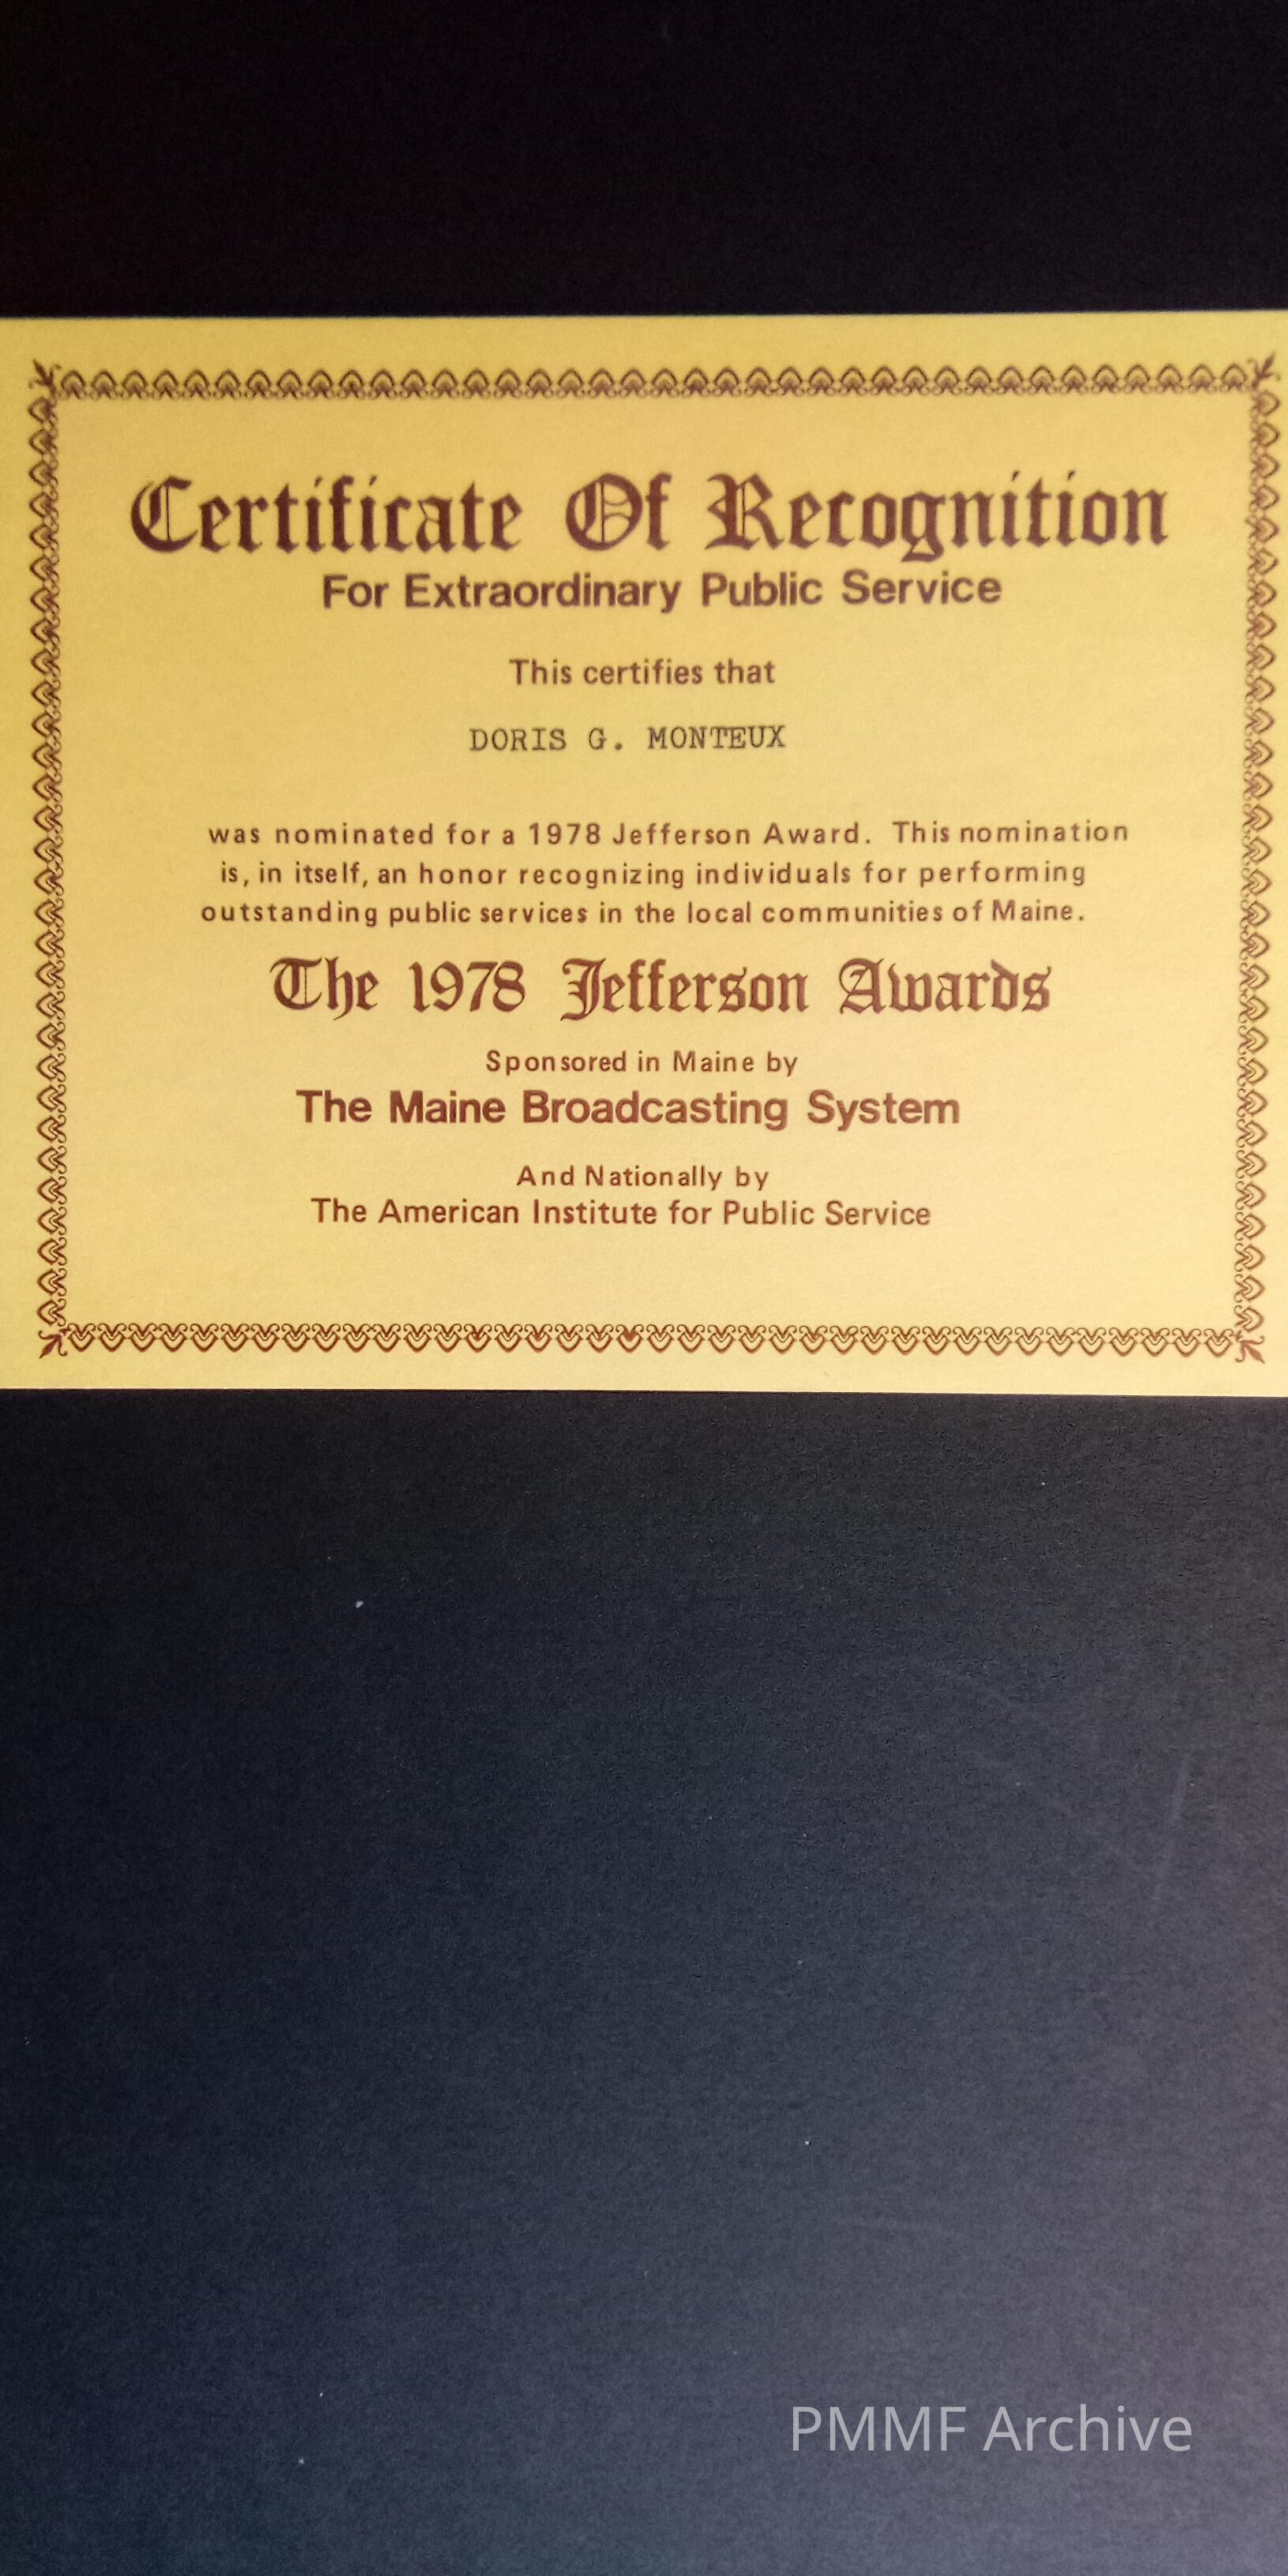 Certificate Of Recognition
For Extraordinary Public Service
This certifies that
DORIS G. MONTEUX
was nominated for a 1978 Jefferson Award. This nomination
is, in itself, an honor recognizing individuals for performing
outstanding public services in the local communities of Maine.
The 1978 Jefferson Awards
Sponsored in Maine by
The Maine Broadcasting System
And Nationally by
The American Institute for Public Service
PMMF Archive